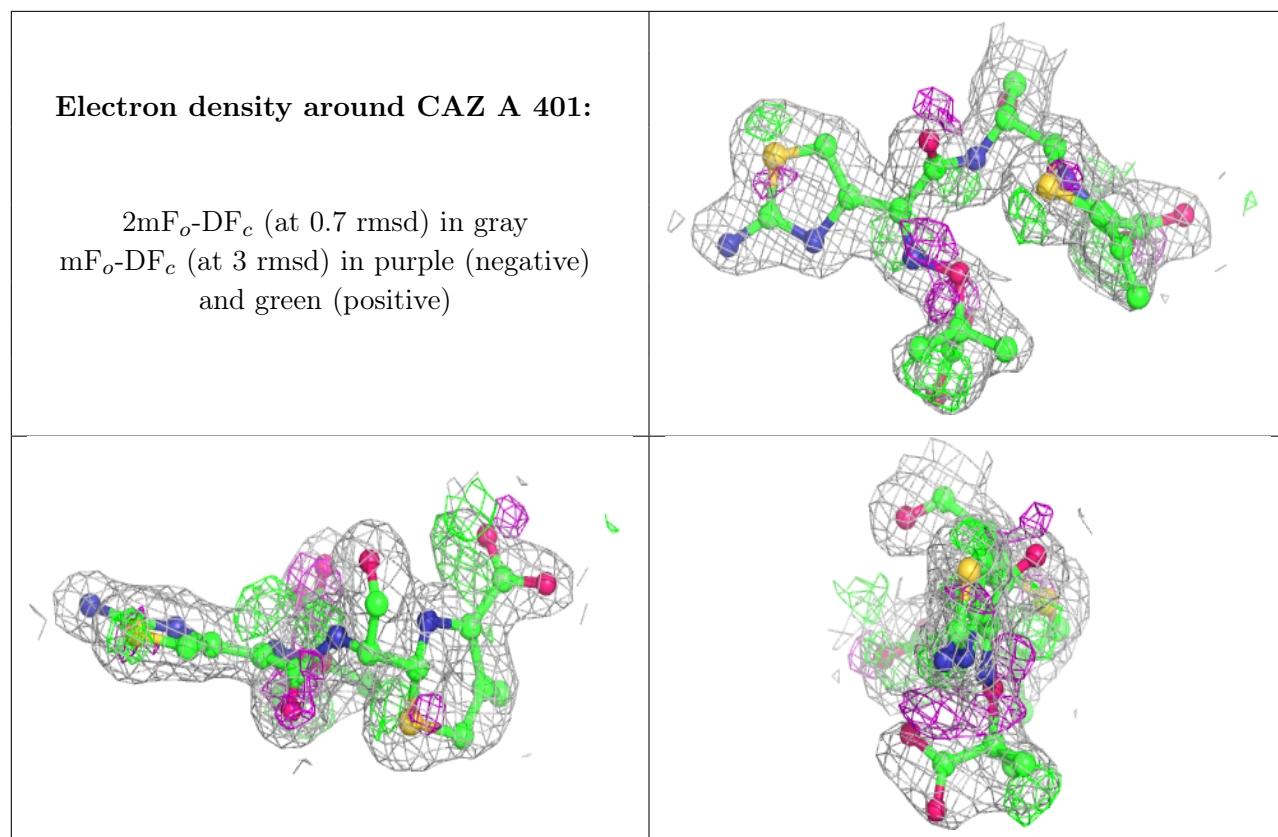 Electron density around CAZ A 401:
2mFo-DFc (at 0.7 rmsd) in gray
mFo-DFc (at 3 rmsd) in purple (negative)
and green (positive)